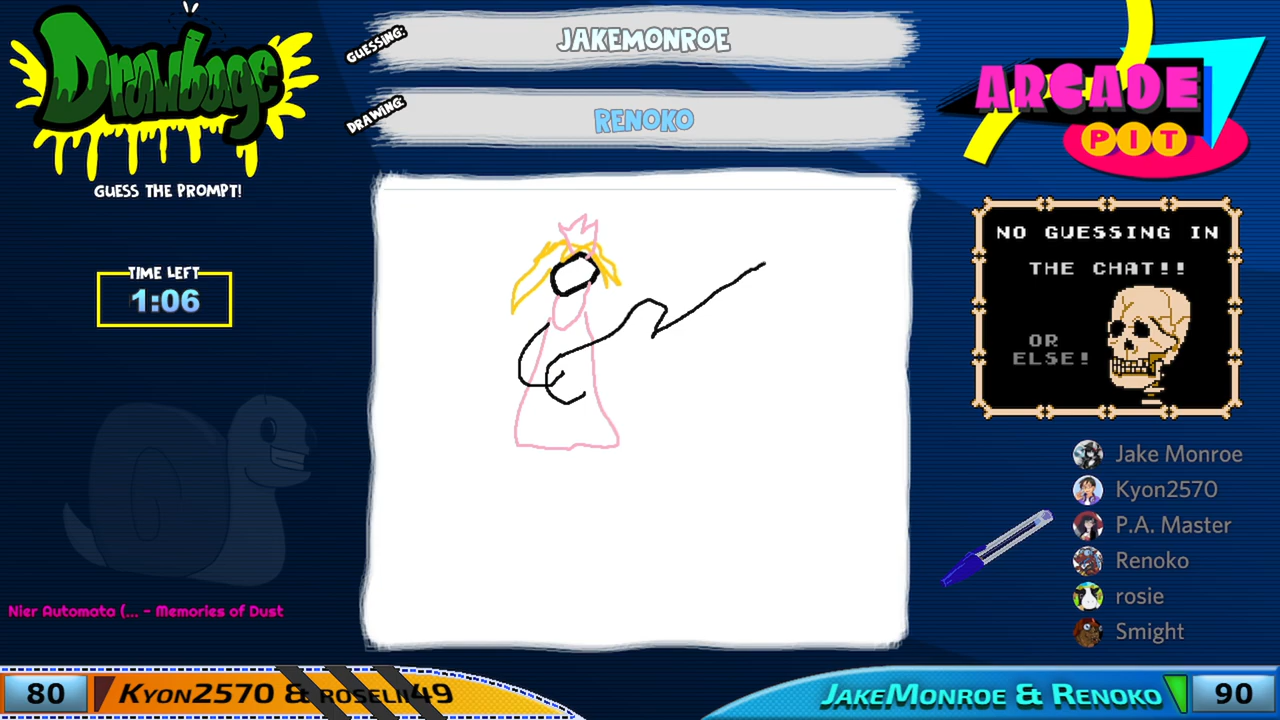 Drawbage
GUESS THE PROMPT!
TIME LEFT
1:06
Nier Automata (... - Memories of Dust
GUESSING:
JAKEMONROE
DRAWING:
RENOKO
ARCADE
PIT
NO GUESSING IN
THE CHAT!!
OR
ELSE!
Jake Monroe
Kyon2570
P.A. Master
Renoko
rosie
Smight
80
KYON2570 & ROSELII49
JAKEMONROE & RENOKO
90